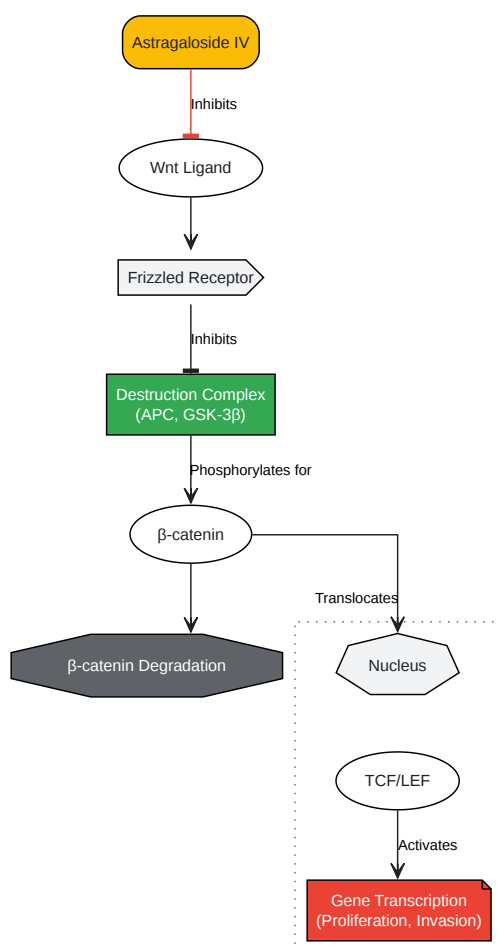 Astragaloside IV
Inhibits
Wnt Ligand
Frizzled Receptor
Inhibits
Destruction Complex
(APC, GSK-3β)
Phosphorylates for
β-catenin
Translocates
β-catenin Degradation
Nucleus
TCF/LEF
Activates
Gene Transcription
(Proliferation, Invasion)